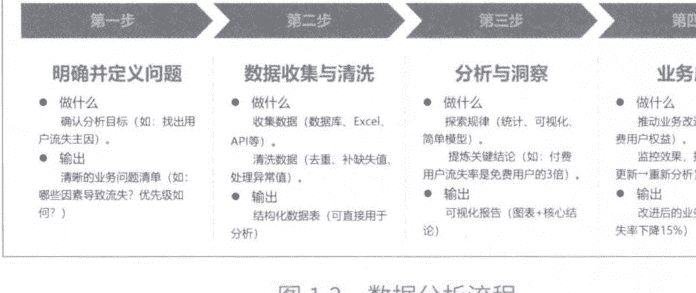 第一步
第二步
第三步
第四
明确并定义问题
● 做什么
确认分析目标（如：找出用
户流失主因）。
● 输出
清晰的业务问题清单（如：
哪些因素导致流失？优先级如
何？）
数据收集与清洗
● 做什么
收集数据（数据库、Excel、
API等）。
清洗数据（去重、补缺失值、
处理异常值）。
● 输出
结构化数据表（可直接用于
分析）
分析与洞察
● 做什么
探索规律（统计、可视化、
简单模型）。
提炼关键结论（如：付费
用户流失率是免费用户的3倍）。
● 输出
可视化报告（图表+核心结
论）
业务
● 做什么
推动业务改
费用户权益）。
监控效果，
更新→重新分析
● 输出
改进后的业
失率下降15%）